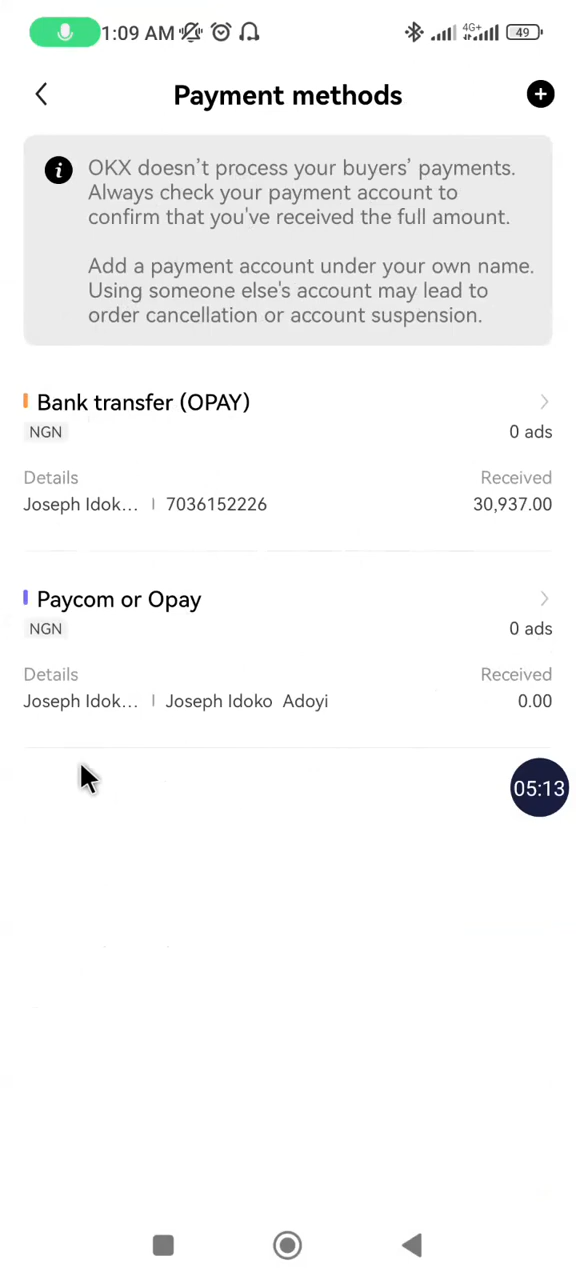 1:09 AM 4G+ 49
Payment methods
OKX doesn’t process your buyers’ payments.
Always check your payment account to
confirm that you've received the full amount.
Add a payment account under your own name.
Using someone else's account may lead to
order cancellation or account suspension.
Bank transfer (OPAY)
NGN 0 ads
Details Received
Joseph Idok... 7036152226 30,937.00
Paycom or Opay
NGN 0 ads
Details Received
Joseph Idok... Joseph Idoko Adoyi 0.00
05:13